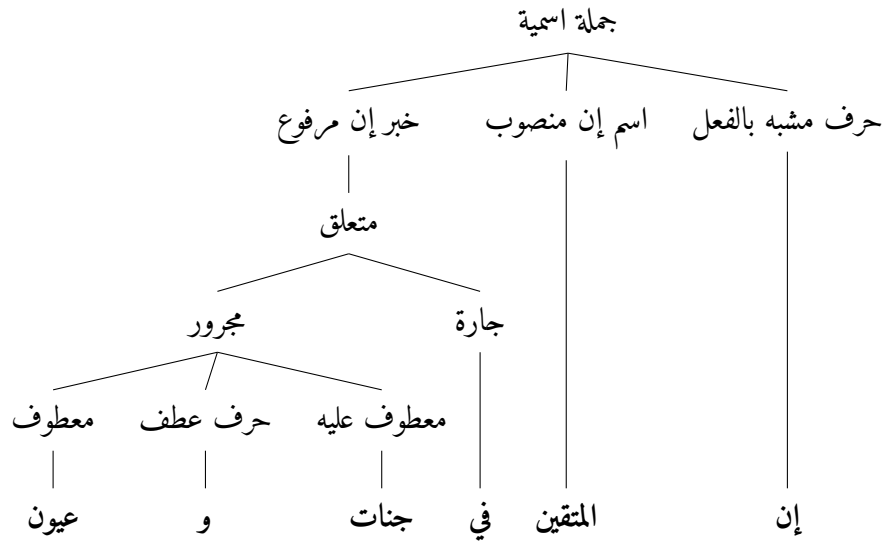 جملة اسمية
حرف مشبه بالفعل اسم إن منصوب خبر إن مرفوع
متعلق
جارة مجرور
معطوف عليه حرف عطف معطوف
إن المتقين في جنات و عيون